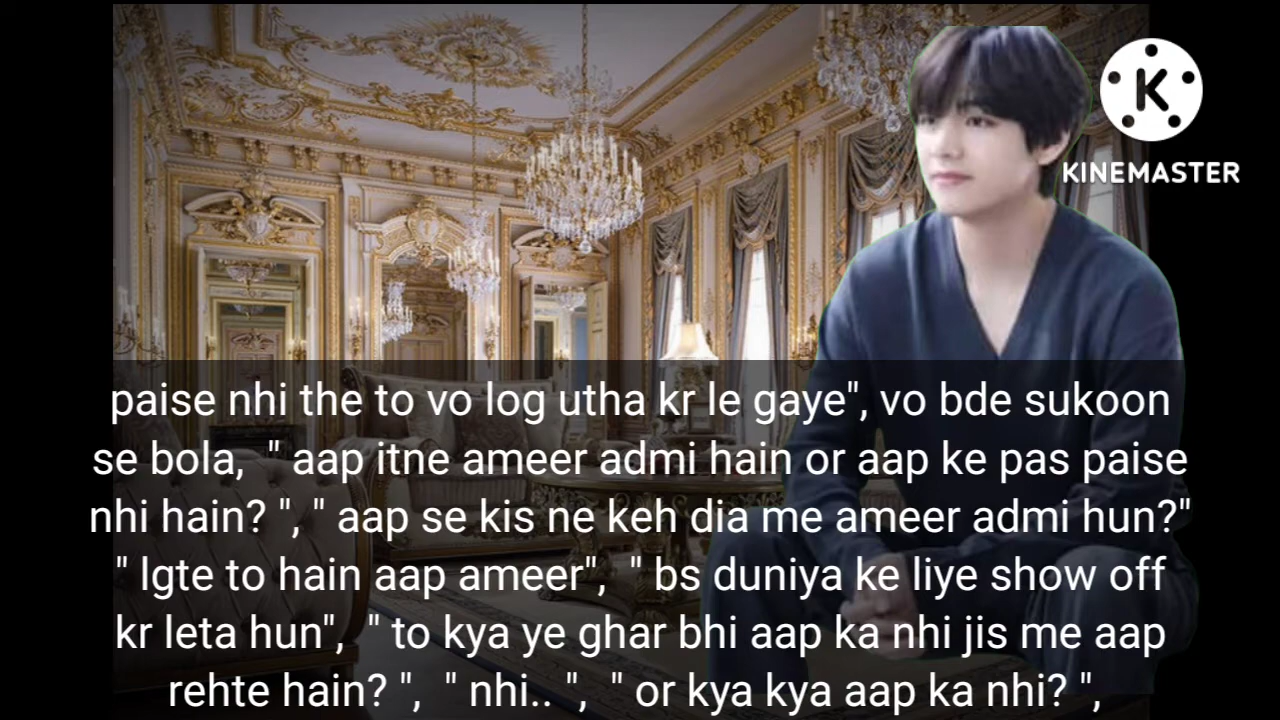 K
KINEMASTER
paise nhi the to vo log utha kr le gaye", vo bde sukoon
se bola,  " aap itne ameer admi hain or aap ke pas paise
nhi hain? ", " aap se kis ne keh dia me ameer admi hun?"
" lgte to hain aap ameer",  " bs duniya ke liye show off
kr leta hun",  " to kya ye ghar bhi aap ka nhi jis me aap
rehte hain? ",  " nhi.. ",  " or kya kya aap ka nhi? ",